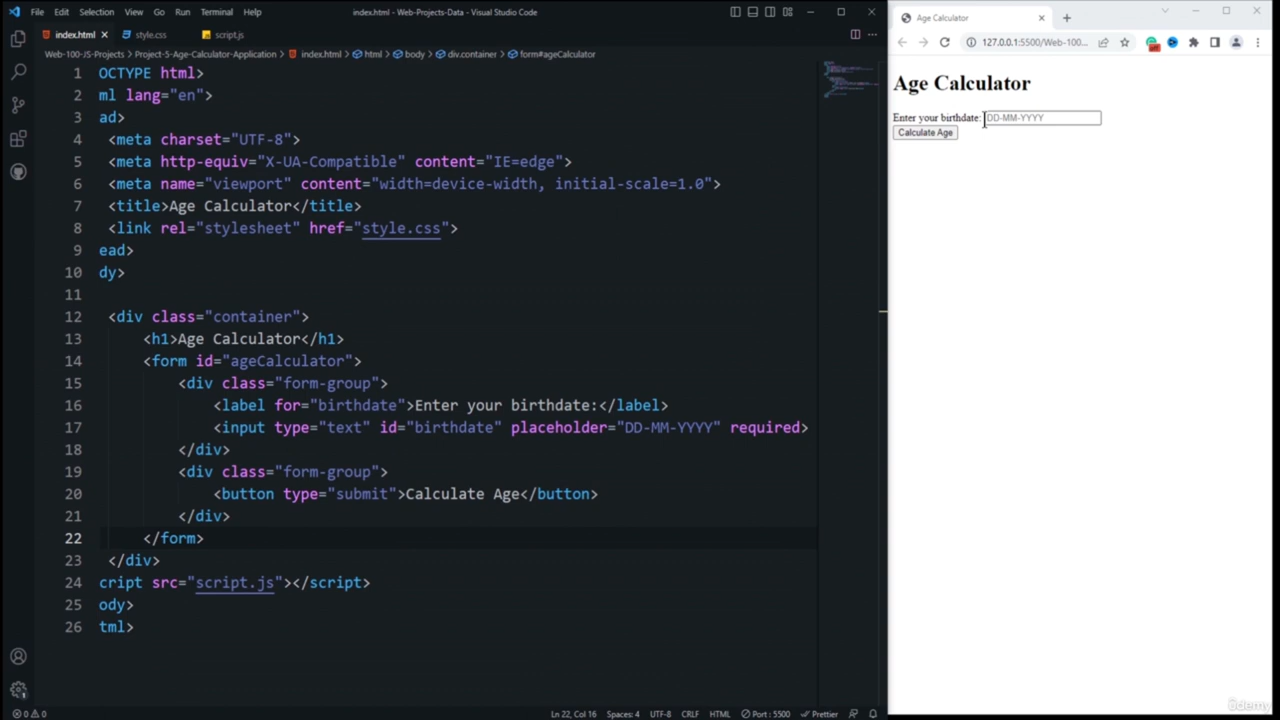 File Edit Selection View Go Run Terminal Help
index.html - Web-Projects-Data - Visual Studio Code
index.html style.css script.js
Web-100-JS-Projects > Project-5-Age-Calculator-Application > index.html > html > body > div.container > form#ageCalculator
1 OCTYPE html>
2 ml lang="en">
3 ad>
4 <meta charset="UTF-8">
5 <meta http-equiv="X-UA-Compatible" content="IE=edge">
6 <meta name="viewport" content="width=device-width, initial-scale=1.0">
7 <title>Age Calculator</title>
8 <link rel="stylesheet" href="style.css">
9 ead>
10 dy>
11
12 <div class="container">
13 <h1>Age Calculator</h1>
14 <form id="ageCalculator">
15 <div class="form-group">
16 <label for="birthdate">Enter your birthdate:</label>
17 <input type="text" id="birthdate" placeholder="DD-MM-YYYY" required>
18 </div>
19 <div class="form-group">
20 <button type="submit">Calculate Age</button>
21 </div>
22 </form>
23 </div>
24 cript src="script.js"></script>
25 ody>
26 tml>
0 0
Ln 22, Col 16 Spaces: 4 UTF-8 CRLF HTML Port : 5500 Prettier
Age Calculator
127.0.0.1:5500/Web-100...
Age Calculator
Enter your birthdate: DD-MM-YYYY
Calculate Age
ûdemy